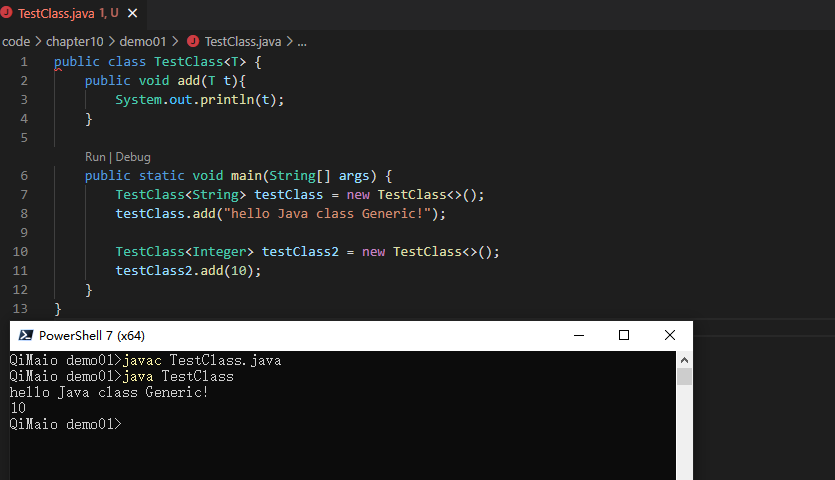 TestClass.java 1, U
code > chapter10 > demo01 > TestClass.java > ...
1 public class TestClass<T> {
2 public void add(T t){
3 System.out.println(t);
4 }
5
Run | Debug
6 public static void main(String[] args) {
7 TestClass<String> testClass = new TestClass<>();
8 testClass.add("hello Java class Generic!");
9
10 TestClass<Integer> testClass2 = new TestClass<>();
11 testClass2.add(10);
12 }
13 }
PowerShell 7 (x64)
QiMaio demo01>javac TestClass.java
QiMaio demo01>java TestClass
hello Java class Generic!
10
QiMaio demo01>